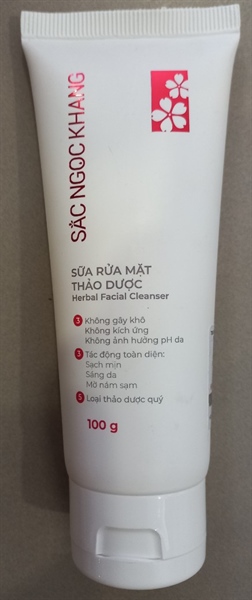 SẮC NGỌC KHANG
SỮA RỬA MẶT
THẢO DƯỢC
Herbal Facial Cleanser
3 Không gây khô
Không kích ứng
Không ảnh hưởng pH da
3 Tác động toàn diện:
Sạch mịn
Sáng da
Mờ nám sạm
5 Loại thảo dược quý
100 g